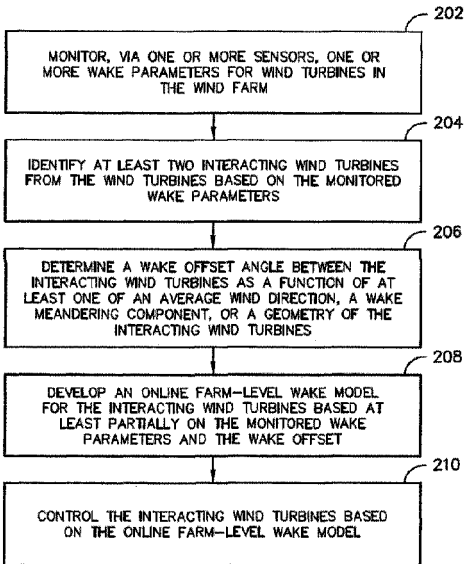 202
MONITOR, VIA ONE OR MORE SENSORS, ONE OR
MORE WAKE PARAMETERS FOR WIND TURBINES IN
THE WIND FARM
204
IDENTIFY AT LEAST TWO INTERACTING WIND TURBINES
FROM THE WIND TURBINES BASED ON THE MONITORED
WAKE PARAMETERS
206
DETERMINE A WAKE OFFSET ANGLE BETWEEN THE
INTERACTING WIND TURBINES AS A FUNCTION OF AT
LEAST ONE OF AN AVERAGE WIND DIRECTION, A WAKE
MEANDERING COMPONENT, OR A GEOMETRY OF THE
INTERACTING WIND TURBINES
208
DEVELOP AN ONLINE FARM-LEVEL WAKE MODEL
FOR THE INTERACTING WIND TURBINES BASED AT
LEAST PARTIALLY ON THE MONITORED WAKE
PARAMETERS AND THE WAKE OFFSET
210
CONTROL THE INTERACTING WIND TURBINES BASED
ON THE ONLINE FARM-LEVEL WAKE MODEL